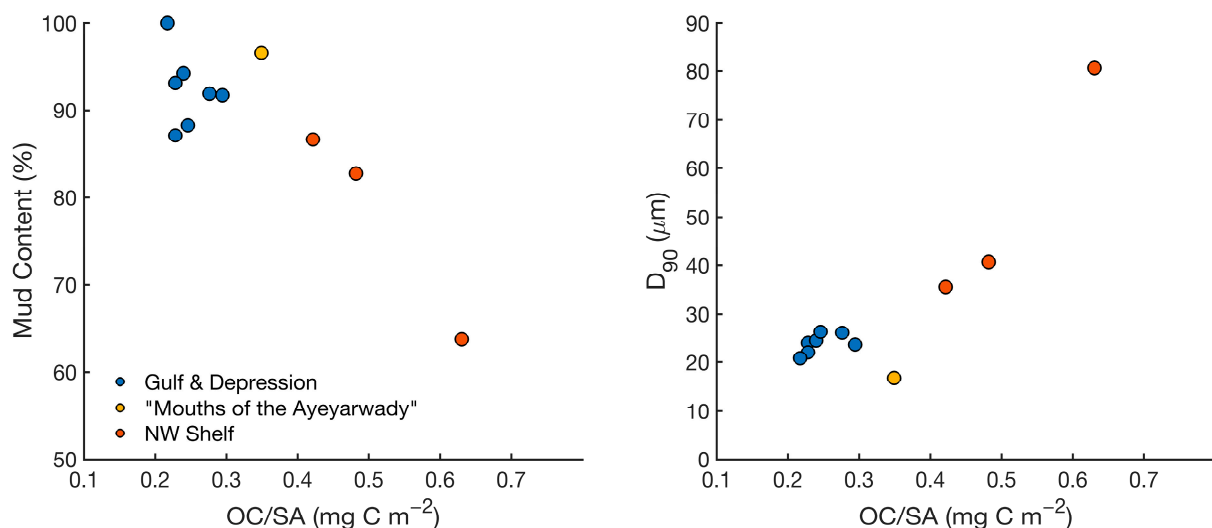 100
90
80
70
60
50
Mud Content (%)
Gulf & Depression
"Mouths of the Ayeyarwady"
NW Shelf
0.1 0.2 0.3 0.4 0.5 0.6 0.7
OC/SA (mg C m⁻²)
90
80
70
60
50
40
30
20
10
0
D₉₀ (μm)
0.1 0.2 0.3 0.4 0.5 0.6 0.7
OC/SA (mg C m⁻²)